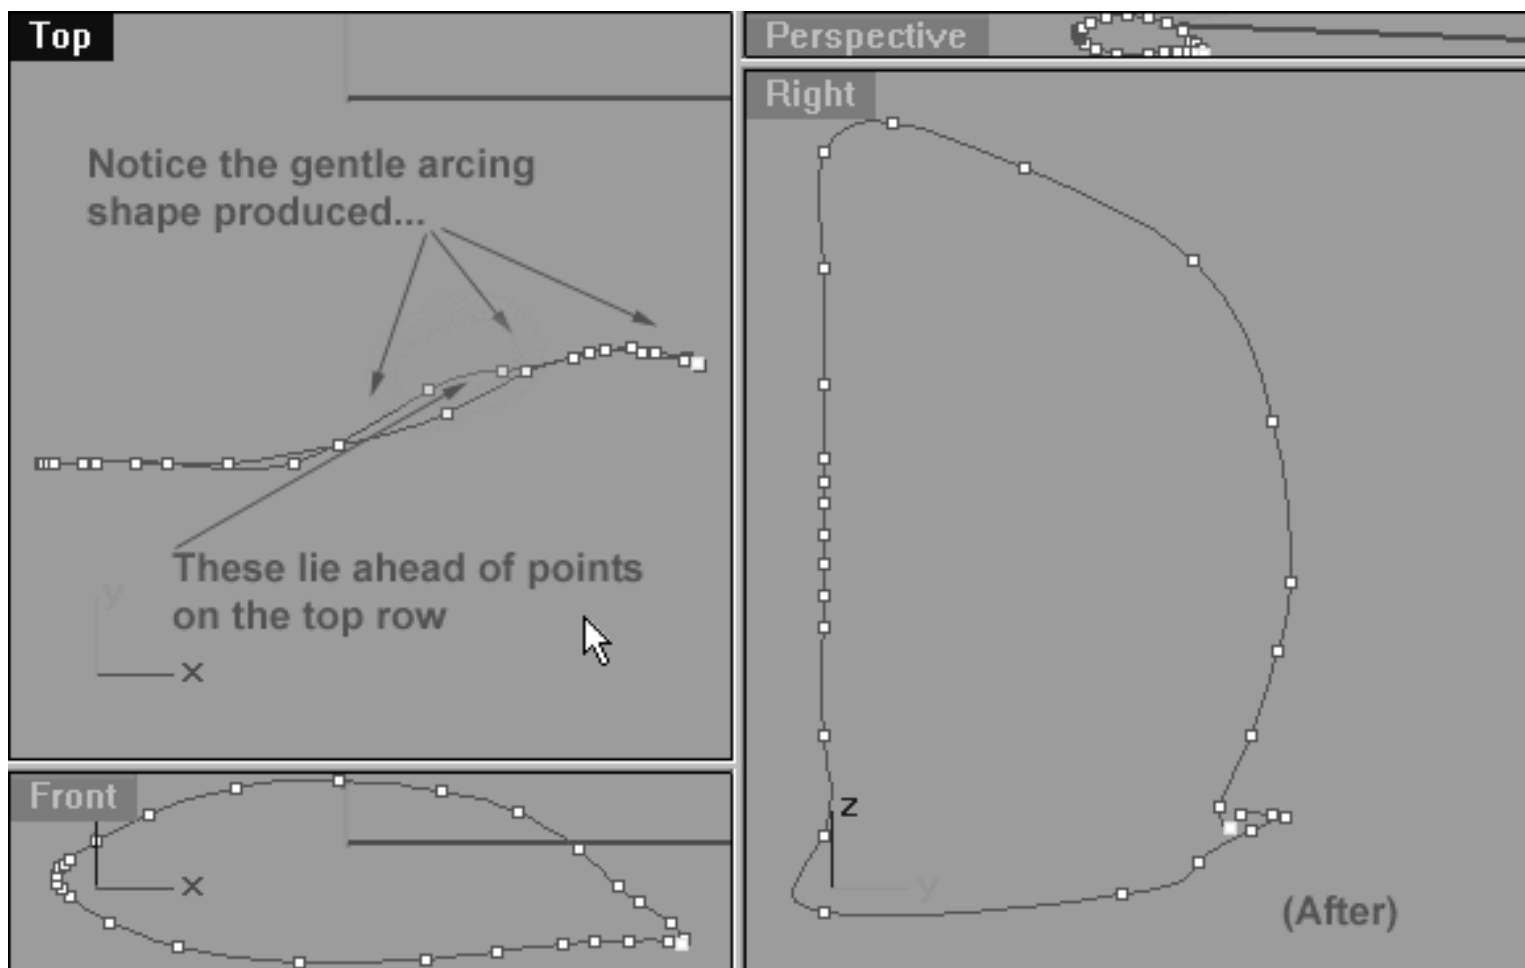 Top
Notice the gentle arcing
shape produced...
These lie ahead of points
on the top row
y
x
Perspective
Right
z
y
(After)
Front
x